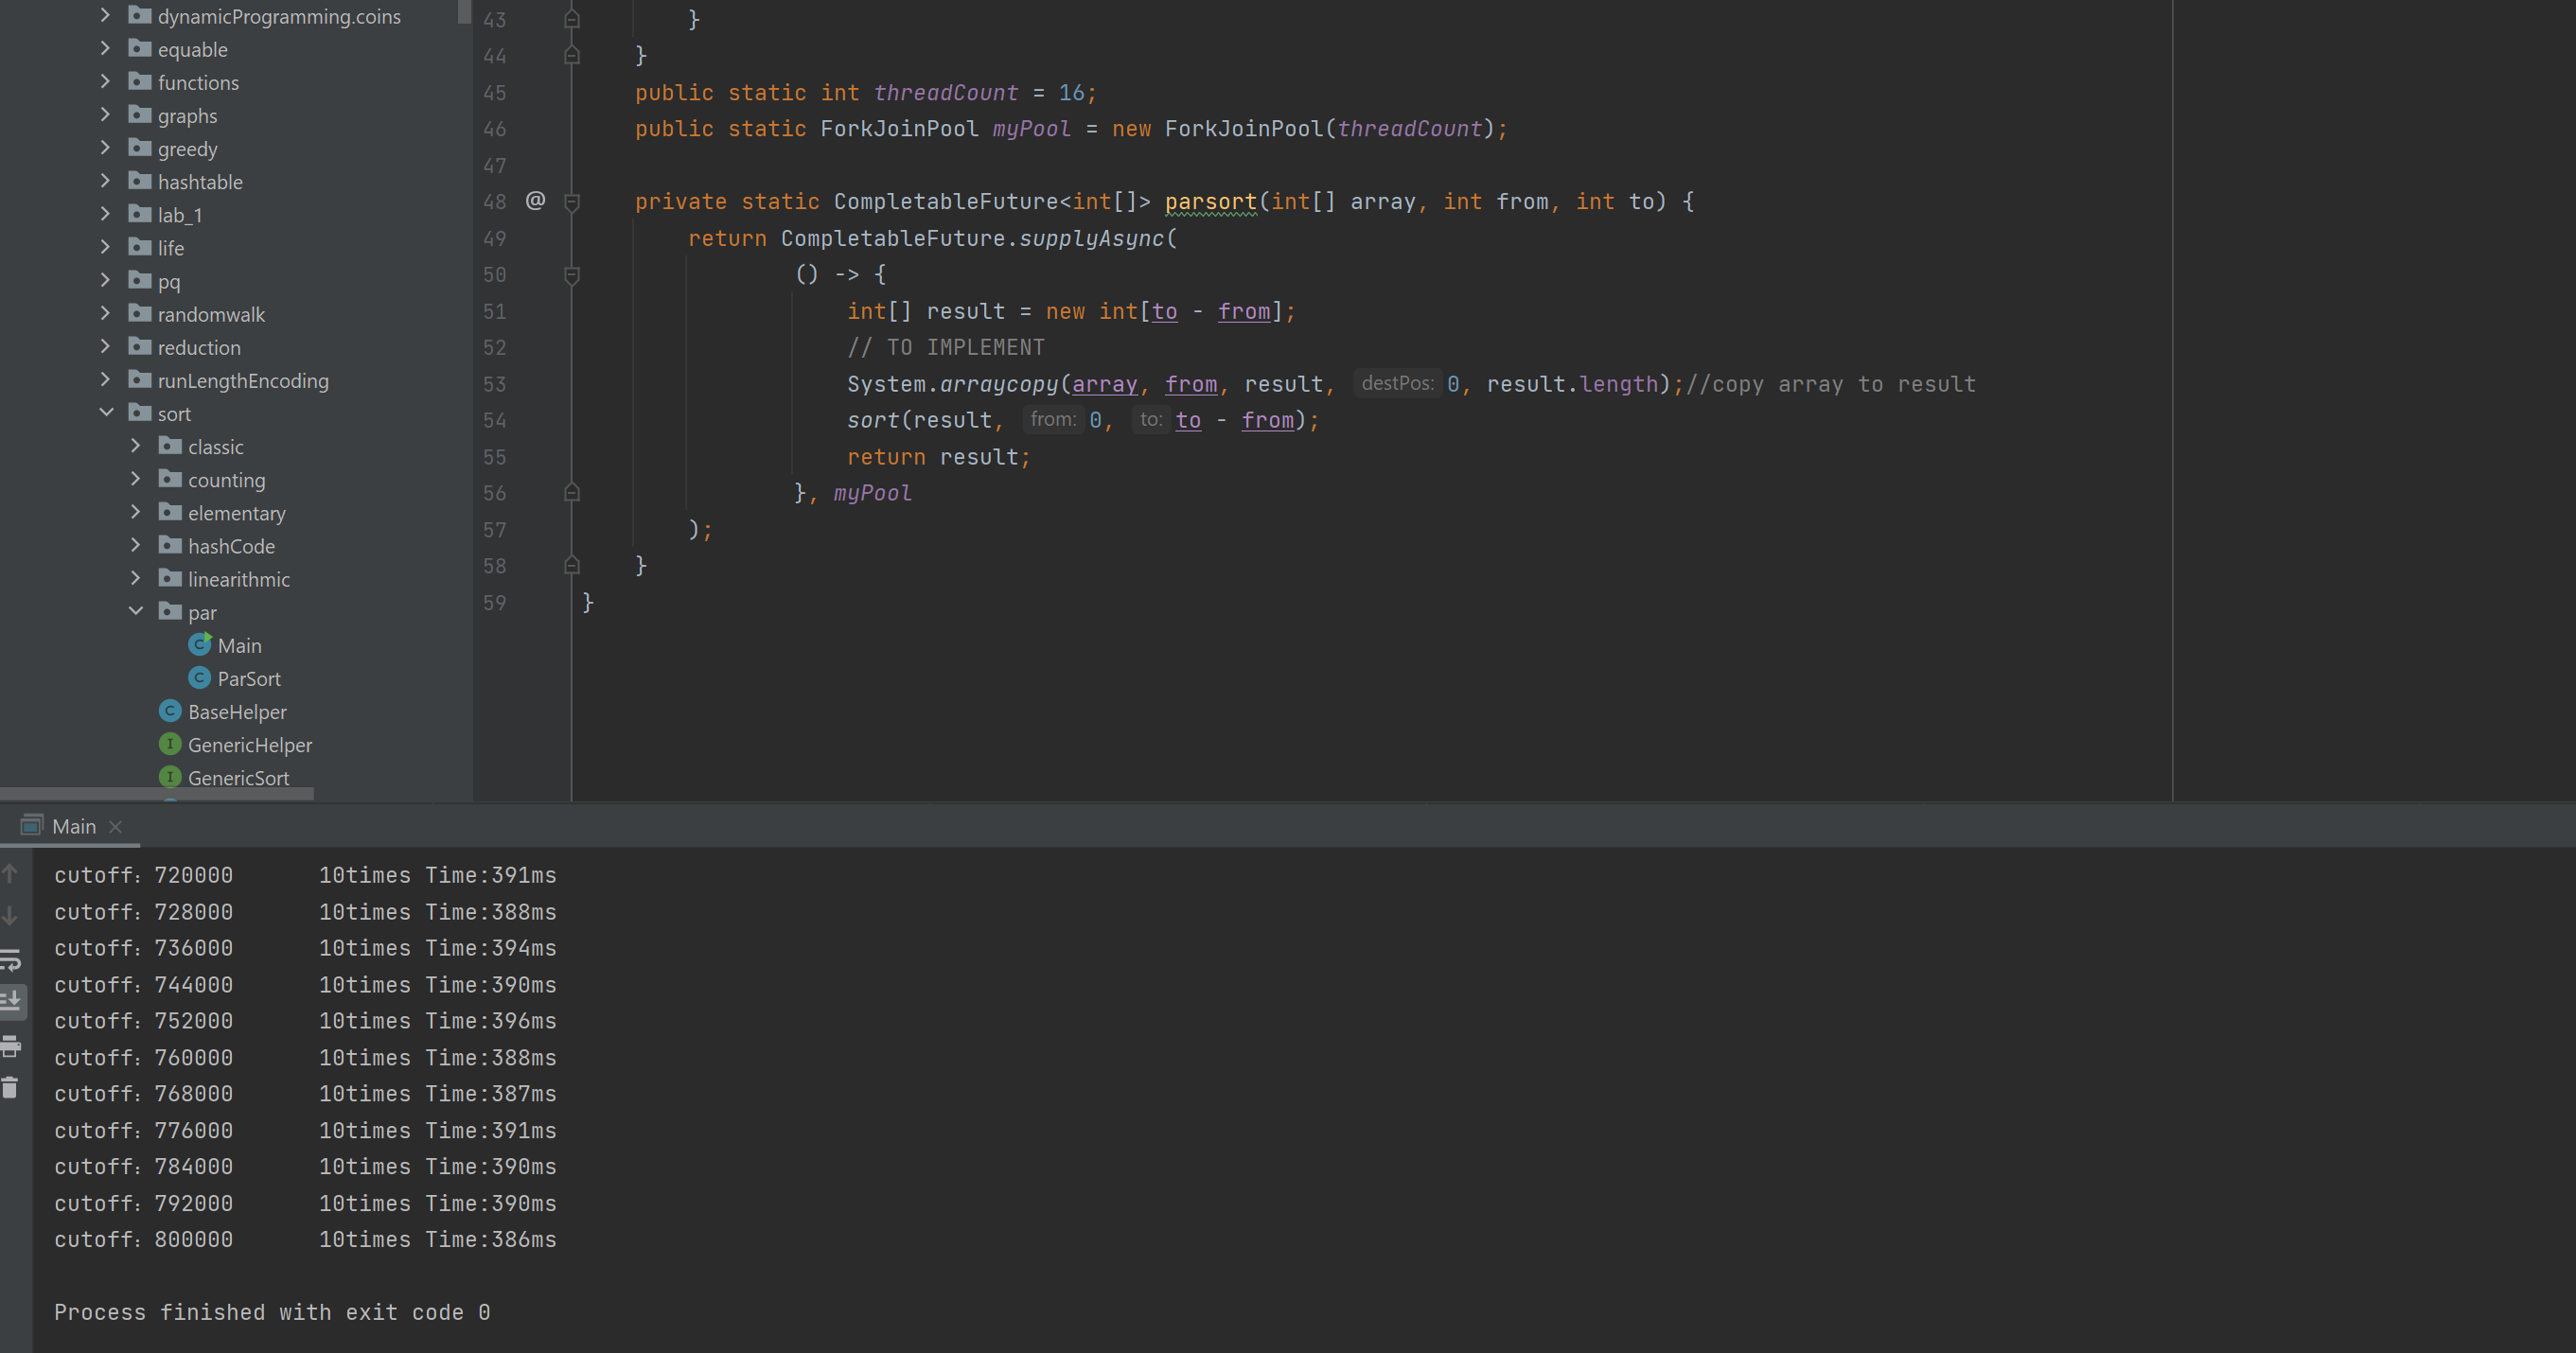 dynamicProgramming.coins
equable
functions
graphs
greedy
hashtable
lab_1
life
pq
randomwalk
reduction
runLengthEncoding
sort
classic
counting
elementary
hashCode
linearithmic
par
Main
ParSort
BaseHelper
GenericHelper
GenericSort
43 }
44 }
45 public static int threadCount = 16;
46 public static ForkJoinPool myPool = new ForkJoinPool(threadCount);
47
48 @ private static CompletableFuture<int[]> parsort(int[] array, int from, int to) {
49 return CompletableFuture.supplyAsync(
50 () -> {
51 int[] result = new int[to - from];
52 // TO IMPLEMENT
53 System.arraycopy(array, from, result, destPos: 0, result.length);//copy array to result
54 sort(result, from: 0, to: to - from);
55 return result;
56 }, myPool
57 );
58 }
59 }
Main
cutoff：720000 10times Time:391ms
cutoff：728000 10times Time:388ms
cutoff：736000 10times Time:394ms
cutoff：744000 10times Time:390ms
cutoff：752000 10times Time:396ms
cutoff：760000 10times Time:388ms
cutoff：768000 10times Time:387ms
cutoff：776000 10times Time:391ms
cutoff：784000 10times Time:390ms
cutoff：792000 10times Time:390ms
cutoff：800000 10times Time:386ms
Process finished with exit code 0